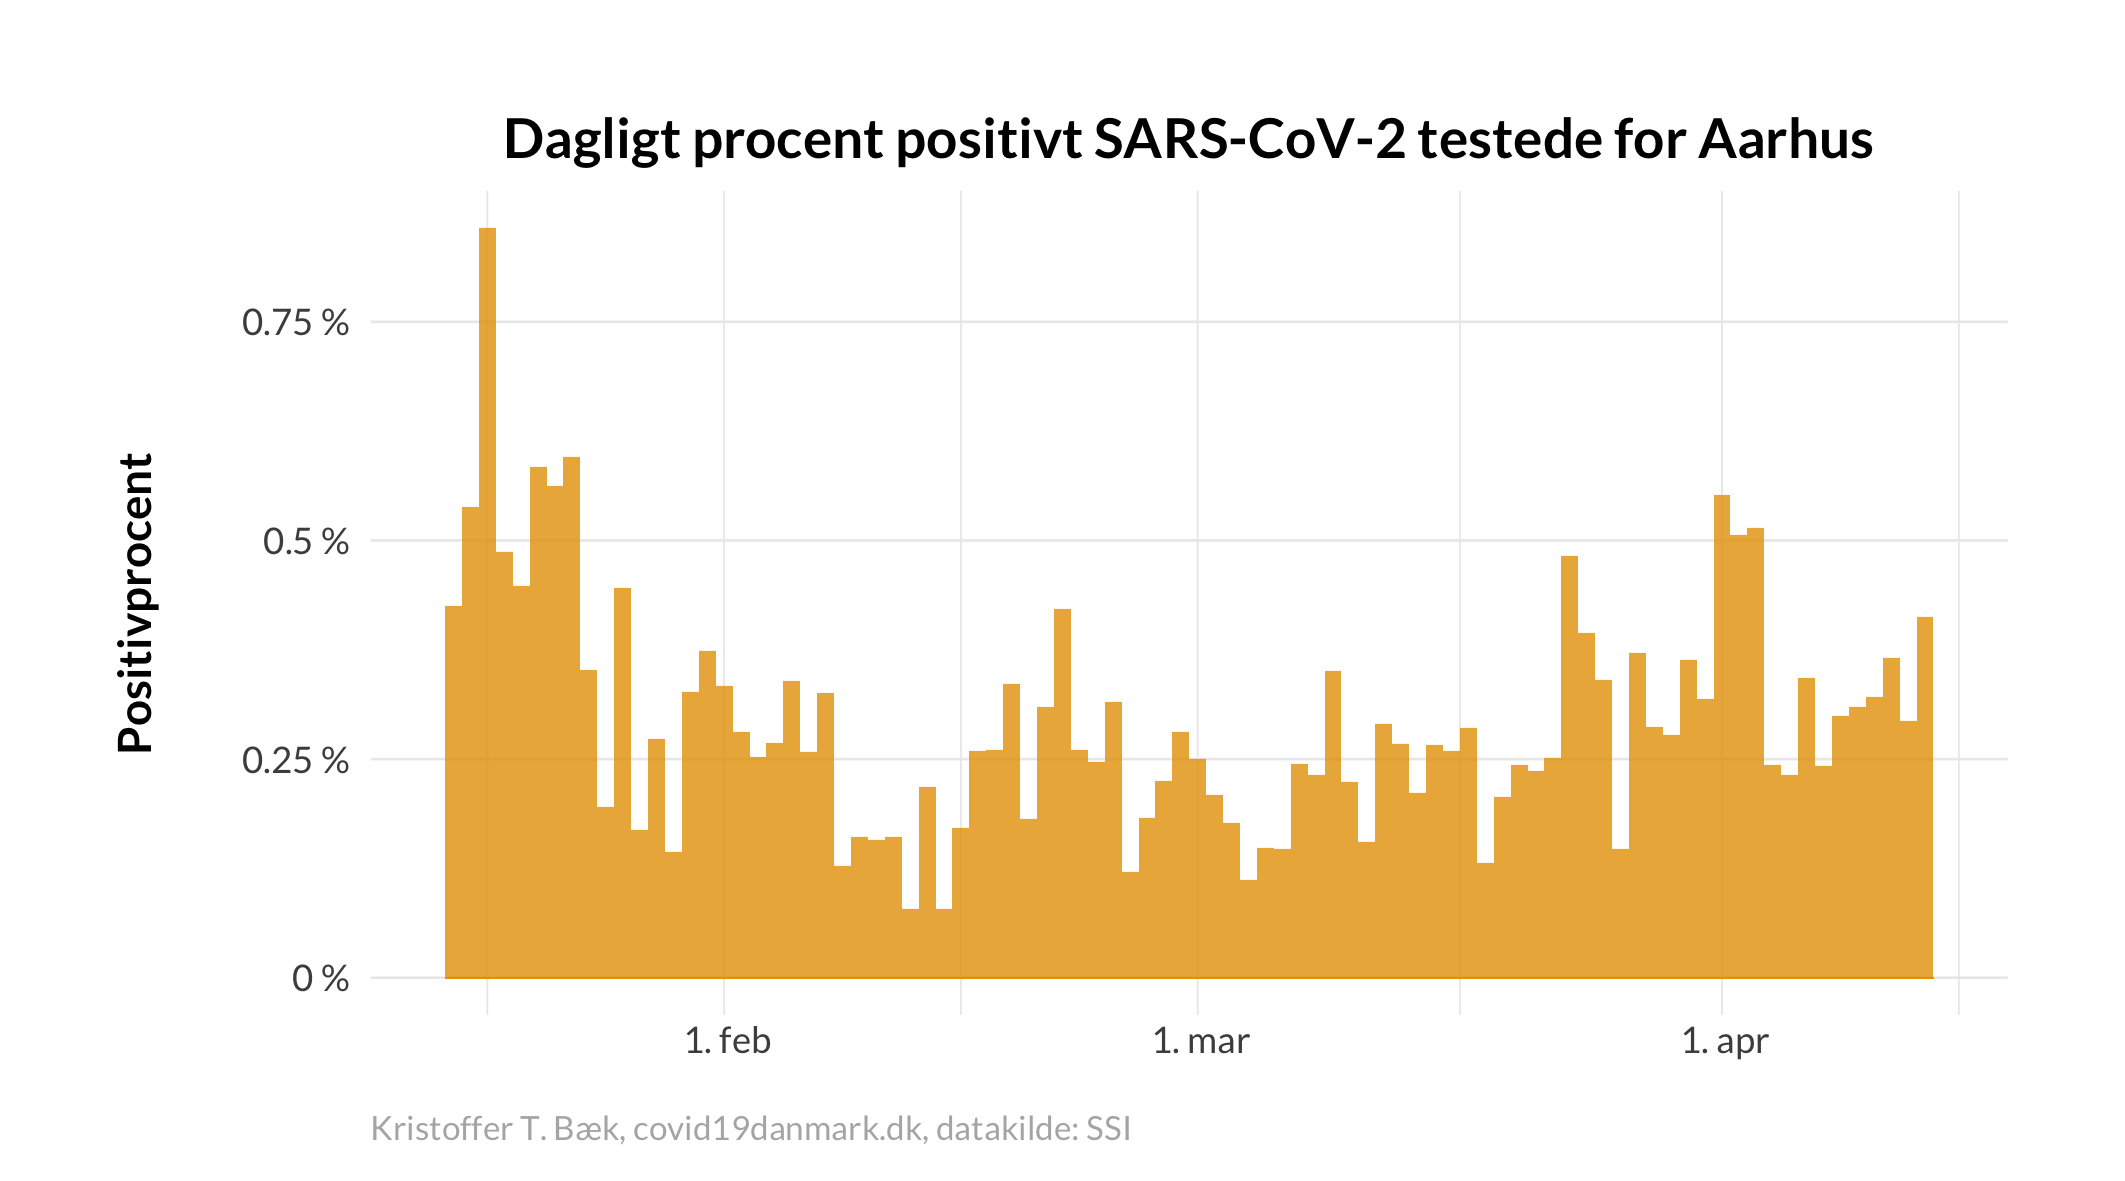 Dagligt procent positivt SARS-CoV-2 testede for Aarhus
Positivprocent
0.75 %
0.5 %
0.25 %
0 %
1. feb
1. mar
1. apr
Kristoffer T. Bæk, covid19danmark.dk, datakilde: SSI